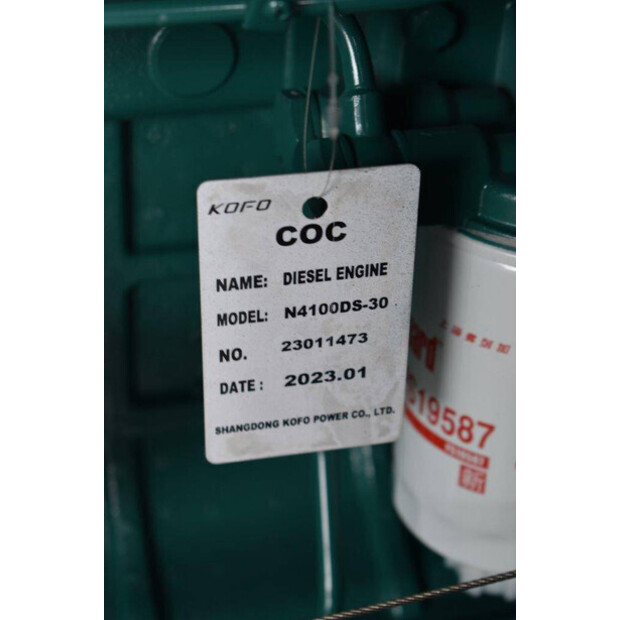 KOFO
COC
NAME: DIESEL ENGINE
MODEL: N4100DS-30
NO. 23011473
DATE: 2023.01
SHANGDONG KOFO POWER CO., LTD.
19587